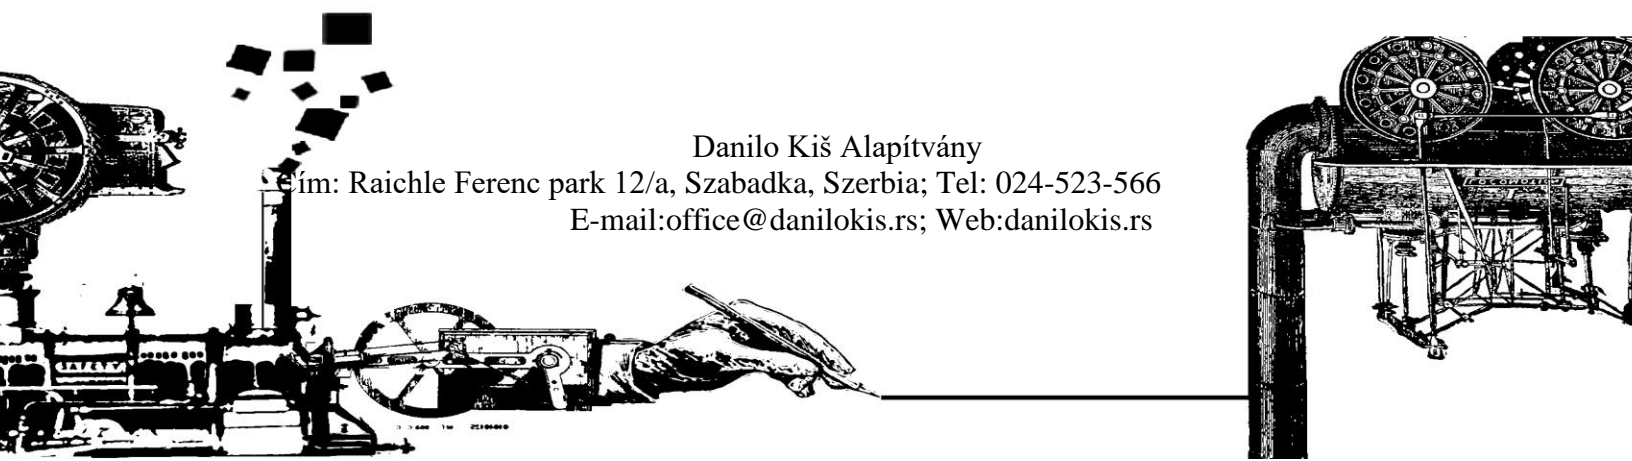 Danilo Kiš Alapítvány
Cím: Raichle Ferenc park 12/a, Szabadka, Szerbia; Tel: 024-523-566
E-mail:office@danilokis.rs; Web:danilokis.rs